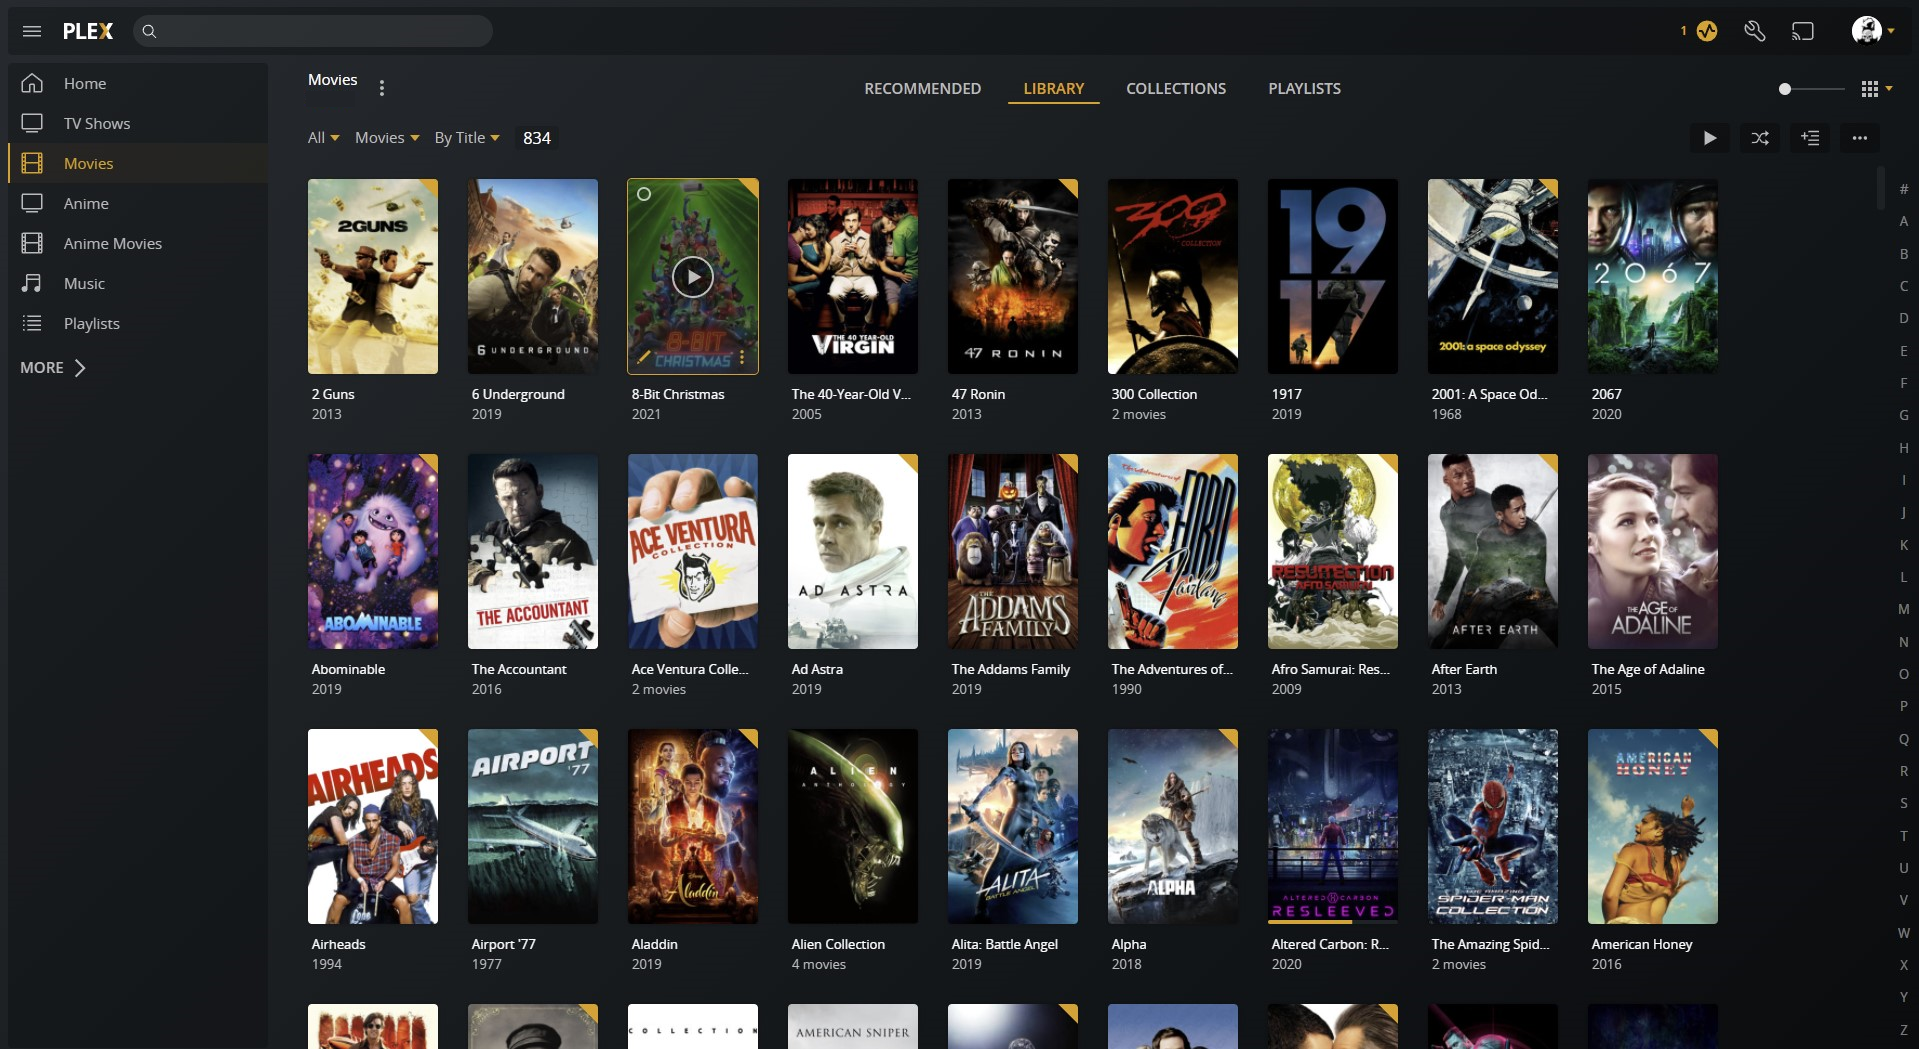 PLEX
1
Home
TV Shows
Movies
Anime
Anime Movies
Music
Playlists
MORE
Movies
RECOMMENDED
LIBRARY
COLLECTIONS
PLAYLISTS
All
Movies
By Title
834
2GUNS
6 UNDERGROUND
8-BIT
CHRISTMAS
THE 40 YEAR-OLD
VIRGIN
47 RONIN
300
COLLECTION
19
17
2001: a space odyssey
2067
2 Guns
2013
6 Underground
2019
8-Bit Christmas
2021
The 40-Year-Old V...
2005
47 Ronin
2013
300 Collection
2 movies
1917
2019
2001: A Space Od...
1968
2067
2020
ABOMINABLE
THE ACCOUNTANT
ACE VENTURA
COLLECTION
AD ASTRA
THE
ADDAMS
FAMILY
FORD
Fairlane
RESURRECTION
AFRO SAMURAI
AFTER EARTH
THE AGE OF
ADALINE
Abominable
2019
The Accountant
2016
Ace Ventura Colle...
2 movies
Ad Astra
2019
The Addams Family
2019
The Adventures of...
1990
Afro Samurai: Res...
2009
After Earth
2013
The Age of Adaline
2015
AIRHEADS
AIRPORT
'77
Disney
Aladdin
ALIEN
ANTHOLOGY
ALITA
BATTLE ANGEL
ALPHA
ALTERED CARBON
RESLEEVED
THE AMAZING
SPIDER-MAN
COLLECTION
AMERICAN
HONEY
Airheads
1994
Airport '77
1977
Aladdin
2019
Alien Collection
4 movies
Alita: Battle Angel
2019
Alpha
2018
Altered Carbon: R...
2020
The Amazing Spid...
2 movies
American Honey
2016
COLLECTION
AMERICAN SNIPER
#
A
B
C
D
E
F
G
H
I
J
K
L
M
N
O
P
Q
R
S
T
U
V
W
X
Y
Z